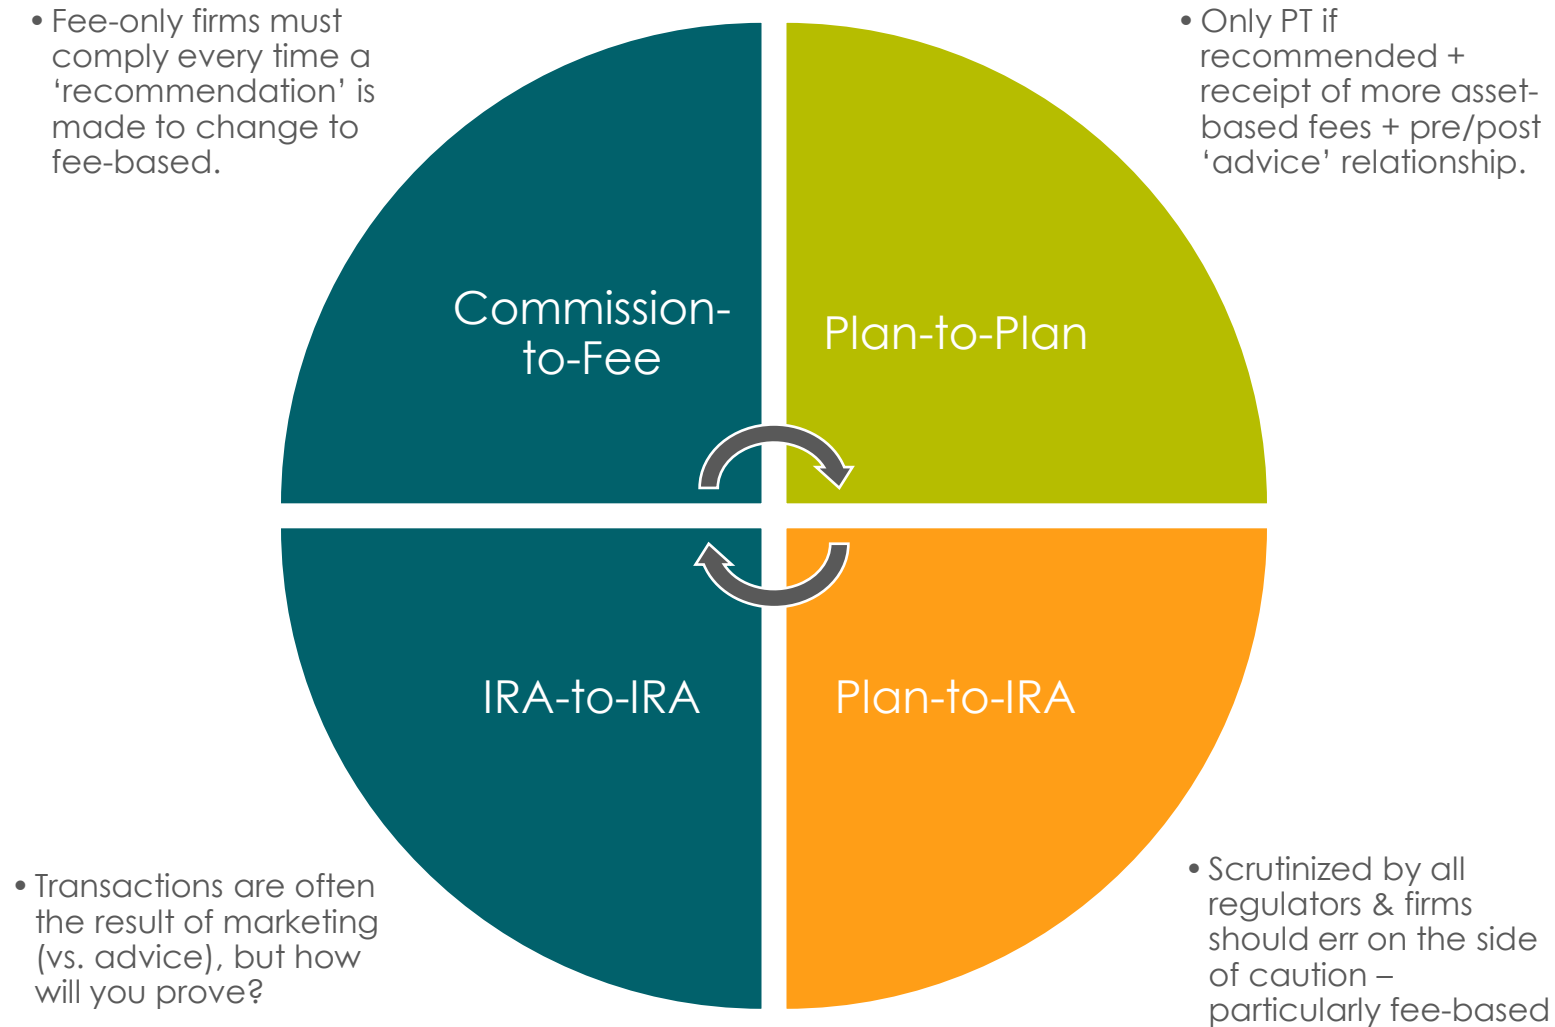 • Fee-only firms must
comply every time a
‘recommendation’ is
made to change to
fee-based.
• Only PT if
recommended +
receipt of more asset-
based fees + pre/post
‘advice’ relationship.
Commission-
to-Fee
Plan-to-Plan
IRA-to-IRA
Plan-to-IRA
• Transactions are often
the result of marketing
(vs. advice), but how
will you prove?
• Scrutinized by all
regulators & firms
should err on the side
of caution –
particularly fee-based